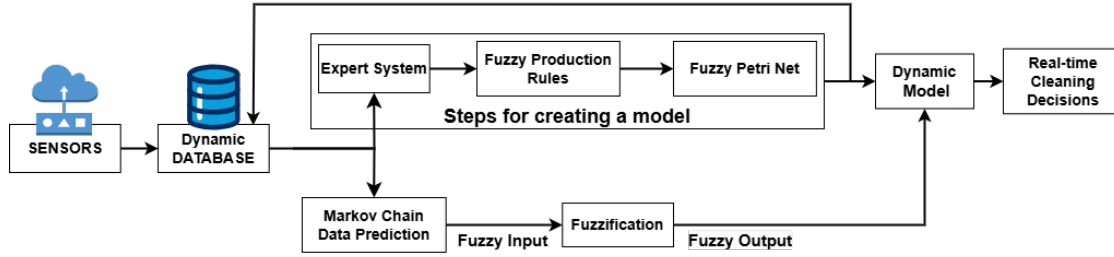 SENSORS
Dynamic
DATABASE
Expert System
Fuzzy Production
Rules
Fuzzy Petri Net
Steps for creating a model
Markov Chain
Data Prediction
Fuzzy Input
Fuzzification
Fuzzy Output
Dynamic
Model
Real-time
Cleaning
Decisions